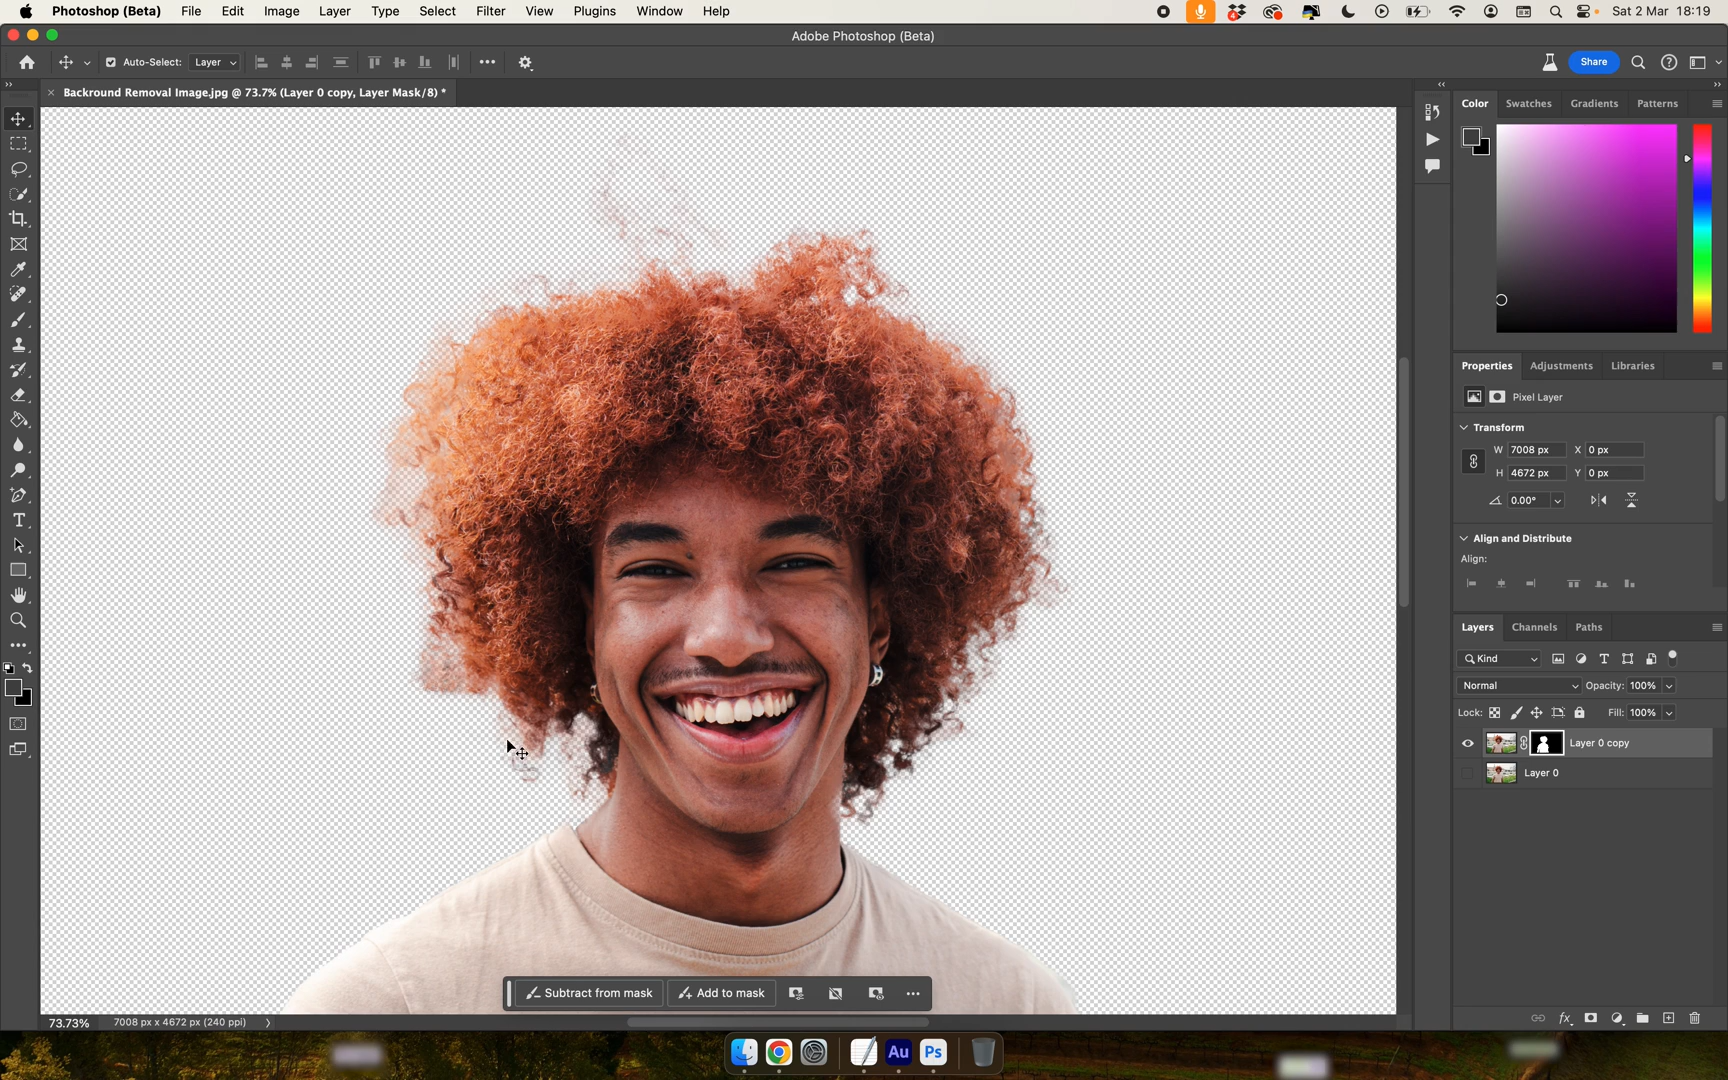 Photoshop (Beta) File Edit Image Layer Type Select Filter View Plugins Window Help
4
Sat 2 Mar 18:19
Adobe Photoshop (Beta)
Auto-Select: Layer
Share
Backround Removal Image.jpg @ 73.7% (Layer 0 copy, Layer Mask/8) *
Color Swatches Gradients Patterns
Properties Adjustments Libraries
Pixel Layer
Transform
W 7008 px X 0 px
H 4672 px Y 0 px
0.00°
Align and Distribute
Align:
Layers Channels Paths
Kind
Normal Opacity: 100%
Lock: Fill: 100%
Layer 0 copy
Layer 0
Subtract from mask Add to mask
73.73% 7008 px x 4672 px (240 ppi)
Au Ps